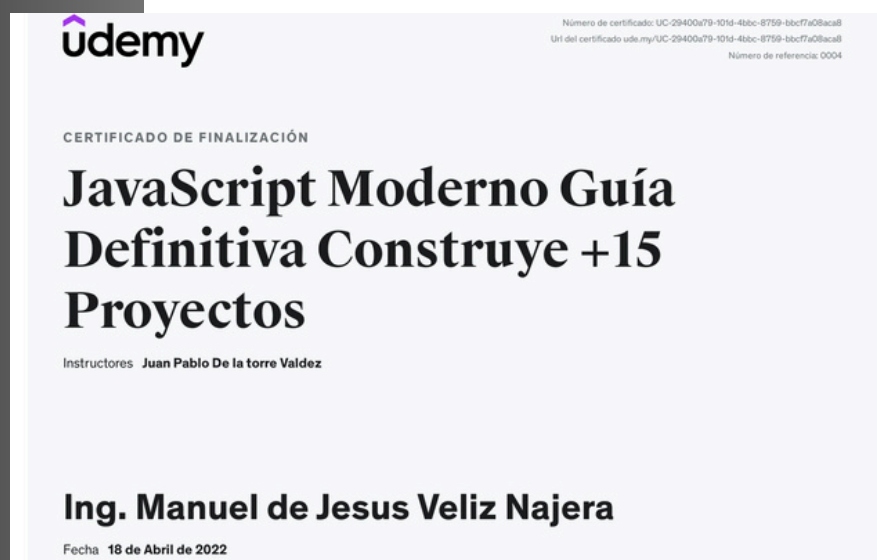 ûdemy
Número de certificado: UC-29400a79-101d-4bbc-8759-bbcf7a08aca8
Url del certificado ude.my/UC-29400a79-101d-4bbc-8759-bbcf7a08aca8
Número de referencia: 0004
CERTIFICADO DE FINALIZACIÓN
JavaScript Moderno Guía
Definitiva Construye +15
Proyectos
Instructores Juan Pablo De la torre Valdez
Ing. Manuel de Jesus Veliz Najera
Fecha 18 de Abril de 2022